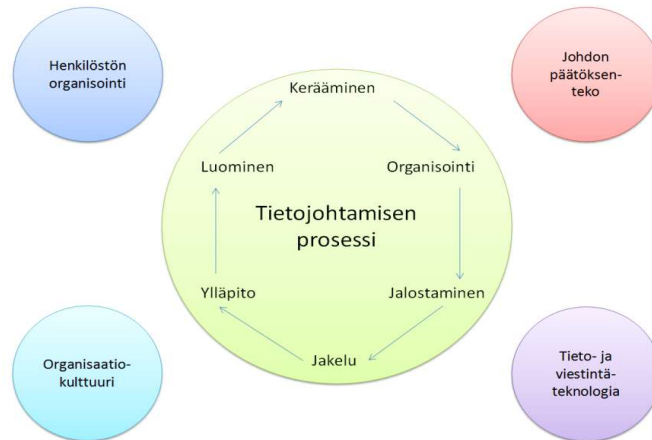 Henkilöstön
organisointi
Johdon
päätöksen-
teko
Kerääminen
Luominen
Organisointi
Tietojohtamisen
prosessi
Ylläpito
Jalostaminen
Jakelu
Organisaatio-
kulttuuri
Tieto- ja
viestintä-
teknologia